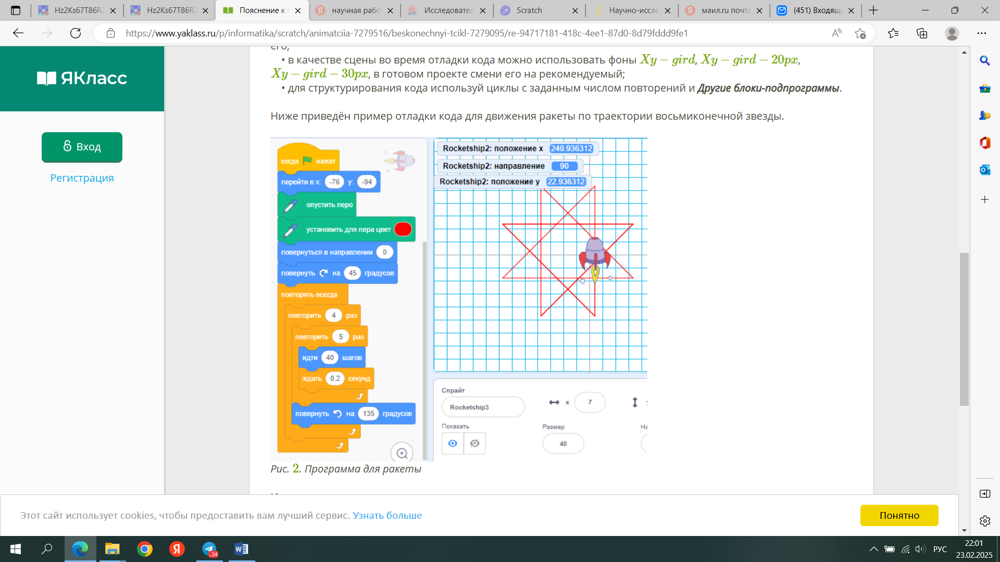 Hz2Ks67T86RZ
Hz2Ks67T86RZ
Пояснение к
научная рабо
Исследовател
Scratch
Научно-иссле
маил.ru почт
(451) Входящи
https://www.yaklass.ru/p/informatika/scratch/animatciia-7279516/beskonechnyi-tcikl-7279095/re-94717181-418c-4ee1-87d0-8d79fddd9fe1
ЯКласс
Вход
Регистрация
его;
• в качестве сцены во время отладки кода можно использовать фоны Xy − gird, Xy − gird − 20px,
Xy − gird − 30px, в готовом проекте смени его на рекомендуемый;
• для структурирования кода используй циклы с заданным числом повторений и Другие блоки-подпрограммы.
Ниже приведён пример отладки кода для движения ракеты по траектории восьмиконечной звезды.
когда нажат
перейти в x: -76 y: -94
опустить перо
установить для пера цвет
повернуться в направлении 0
повернуть на 45 градусов
повторять всегда
повторить 4 раз
повторить 5 раз
идти 40 шагов
ждать 0.2 секунд
повернуть на 135 градусов
Rocketship2: положение x 240.936312
Rocketship2: направление 90
Rocketship2: положение y 22.936312
Спрайт
Rocketship3
x 7
Показать
Размер
На
40
Рис. 2. Программа для ракеты
Этот сайт использует cookies, чтобы предоставить вам лучший сервис. Узнать больше
Понятно
34
РУС
22:01
23.02.2025